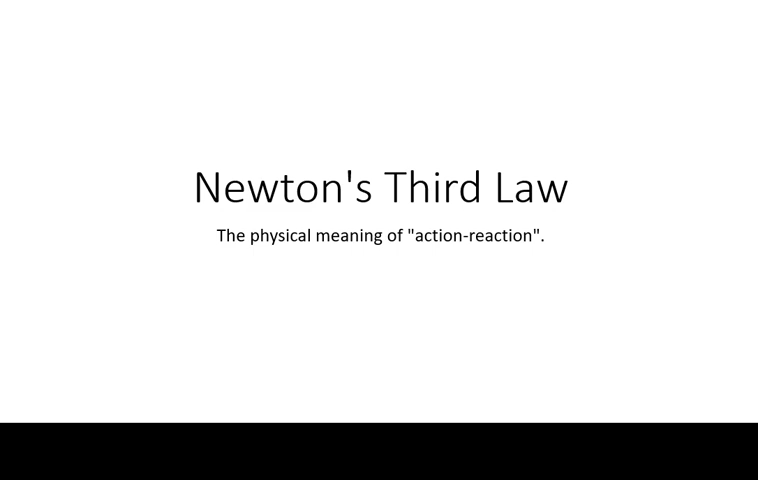 Newton's Third Law
The physical meaning of "action-reaction".